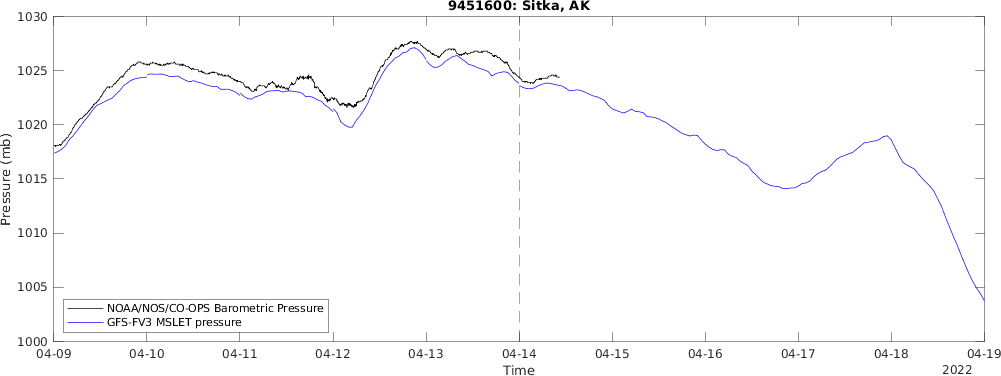 9451600: Sitka, AK
1030
1025
1020
1015
1010
1005
1000
Pressure (mb)
NOAA/NOS/CO-OPS Barometric Pressure
GFS-FV3 MSLET pressure
04-09 04-10 04-11 04-12 04-13 04-14 04-15 04-16 04-17 04-18 04-19
Time
2022